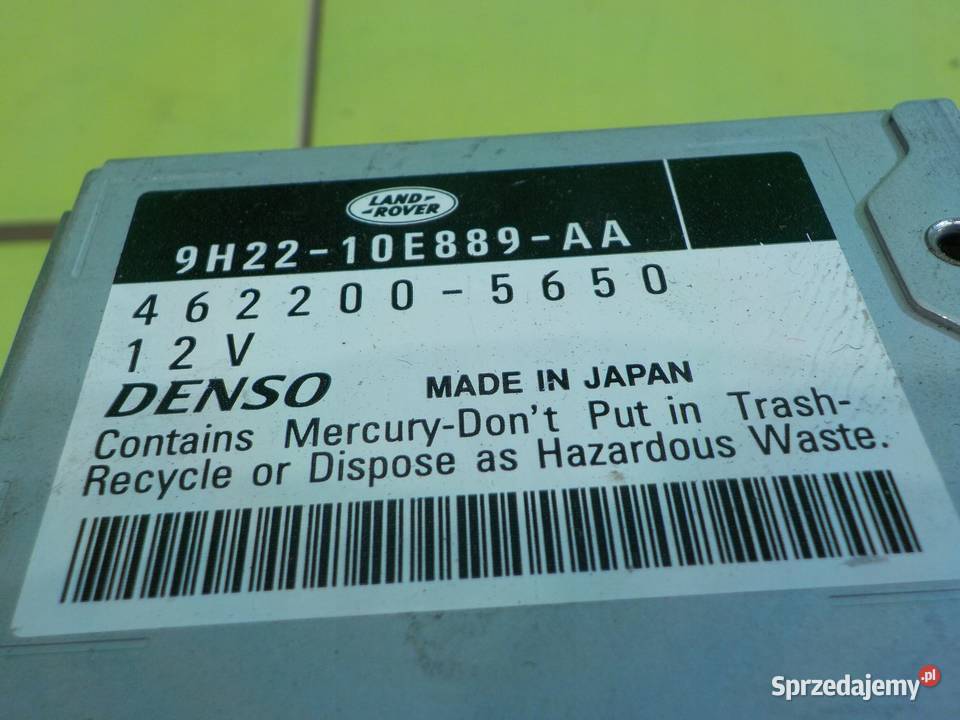 LAND-
-ROVER
9H22-10E889-AA
462200-5650
12V
DENSO MADE IN JAPAN
Contains Mercury-Don't Put in Trash-
Recycle or Dispose as Hazardous Waste.
Sprzedajemy.pl